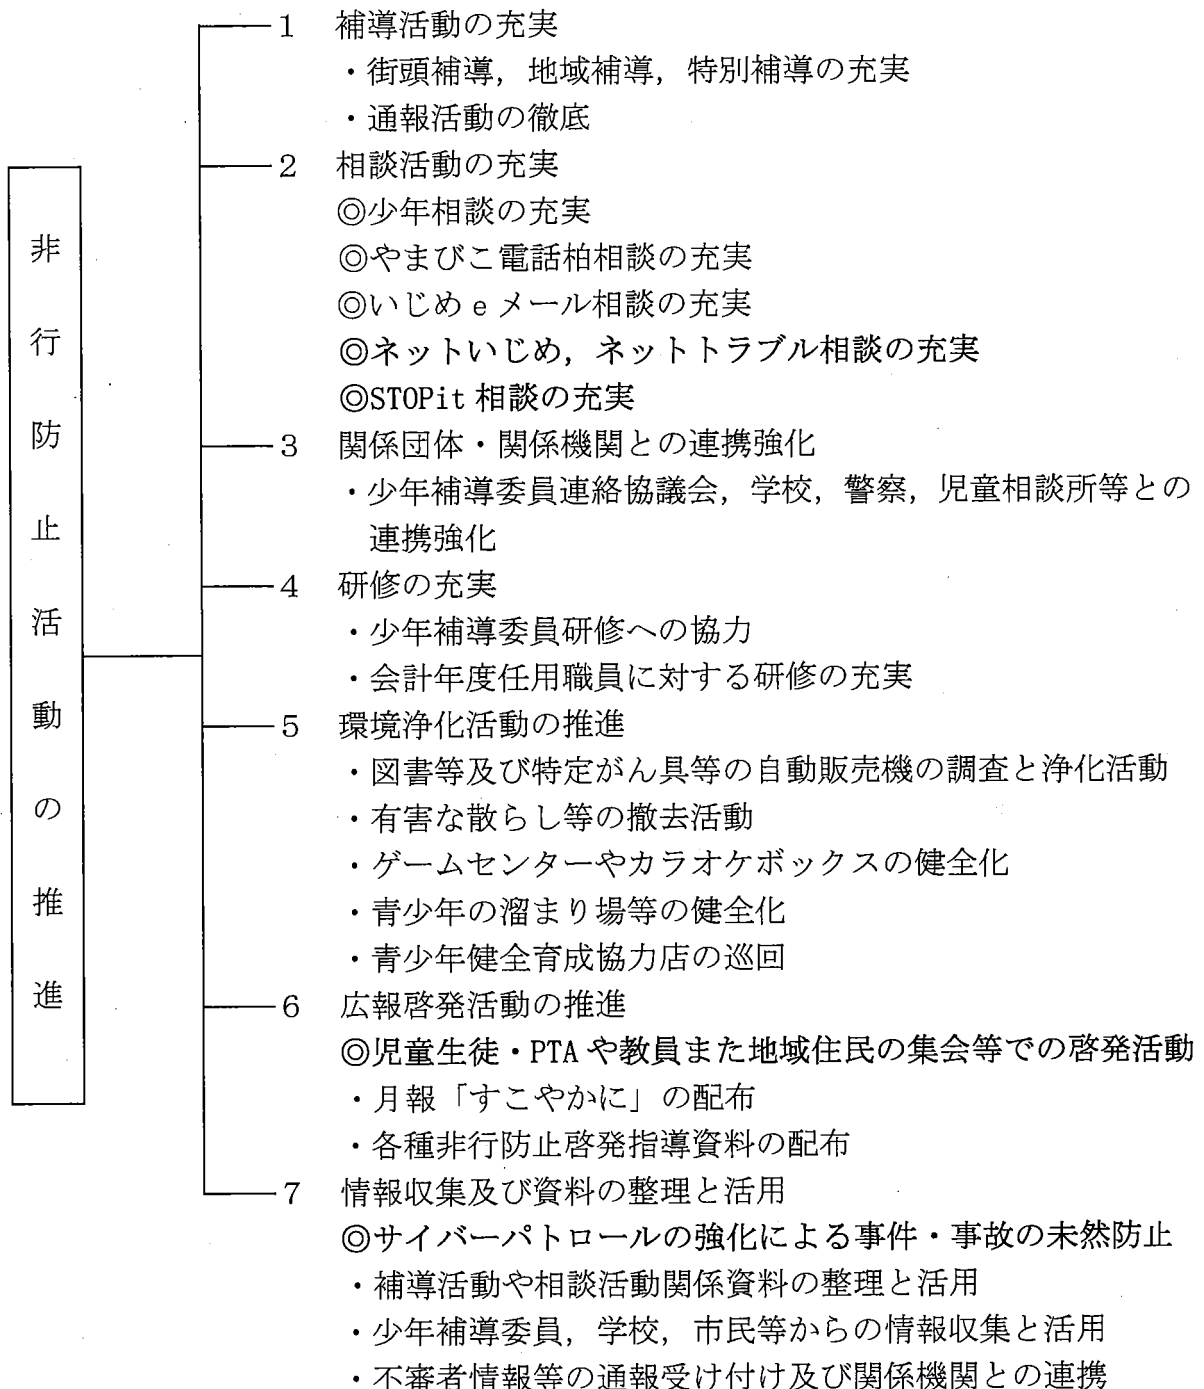 非行防止活動の推進
1 補導活動の充実
・街頭補導，地域補導，特別補導の充実
・通報活動の徹底
2 相談活動の充実
◎少年相談の充実
◎やまびこ電話柏相談の充実
◎いじめeメール相談の充実
◎ネットいじめ，ネットトラブル相談の充実
◎STOPit相談の充実
3 関係団体・関係機関との連携強化
・少年補導委員連絡協議会，学校，警察，児童相談所等との
連携強化
4 研修の充実
・少年補導委員研修への協力
・会計年度任用職員に対する研修の充実
5 環境浄化活動の推進
・図書等及び特定がん具等の自動販売機の調査と浄化活動
・有害な散らし等の撤去活動
・ゲームセンターやカラオケボックスの健全化
・青少年の溜まり場等の健全化
・青少年健全育成協力店の巡回
6 広報啓発活動の推進
◎児童生徒・PTAや教員また地域住民の集会等での啓発活動
・月報「すこやかに」の配布
・各種非行防止啓発指導資料の配布
7 情報収集及び資料の整理と活用
◎サイバーパトロールの強化による事件・事故の未然防止
・補導活動や相談活動関係資料の整理と活用
・少年補導委員，学校，市民等からの情報収集と活用
・不審者情報等の通報受け付け及び関係機関との連携